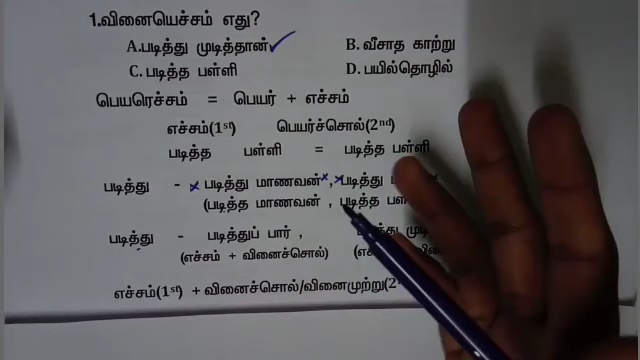 1.வினையெச்சம் எது?
A.படித்து முடித்தான் B. வீசாத காற்று
C. படித்த பள்ளி D. பயில்தொழில்
பெயரெச்சம் = பெயர் + எச்சம்
எச்சம்(1st) பெயர்ச்சொல்(2nd)
படித்த பள்ளி = படித்த பள்ளி
படித்து - படித்து மாணவன் , படித்து
(படித்த மாணவன் , படித்த
படித்து - படித்துப் பார் ,
(எச்சம் + வினைச்சொல்)
எச்சம்(1st) + வினைச்சொல்/வினைமுற்று(2